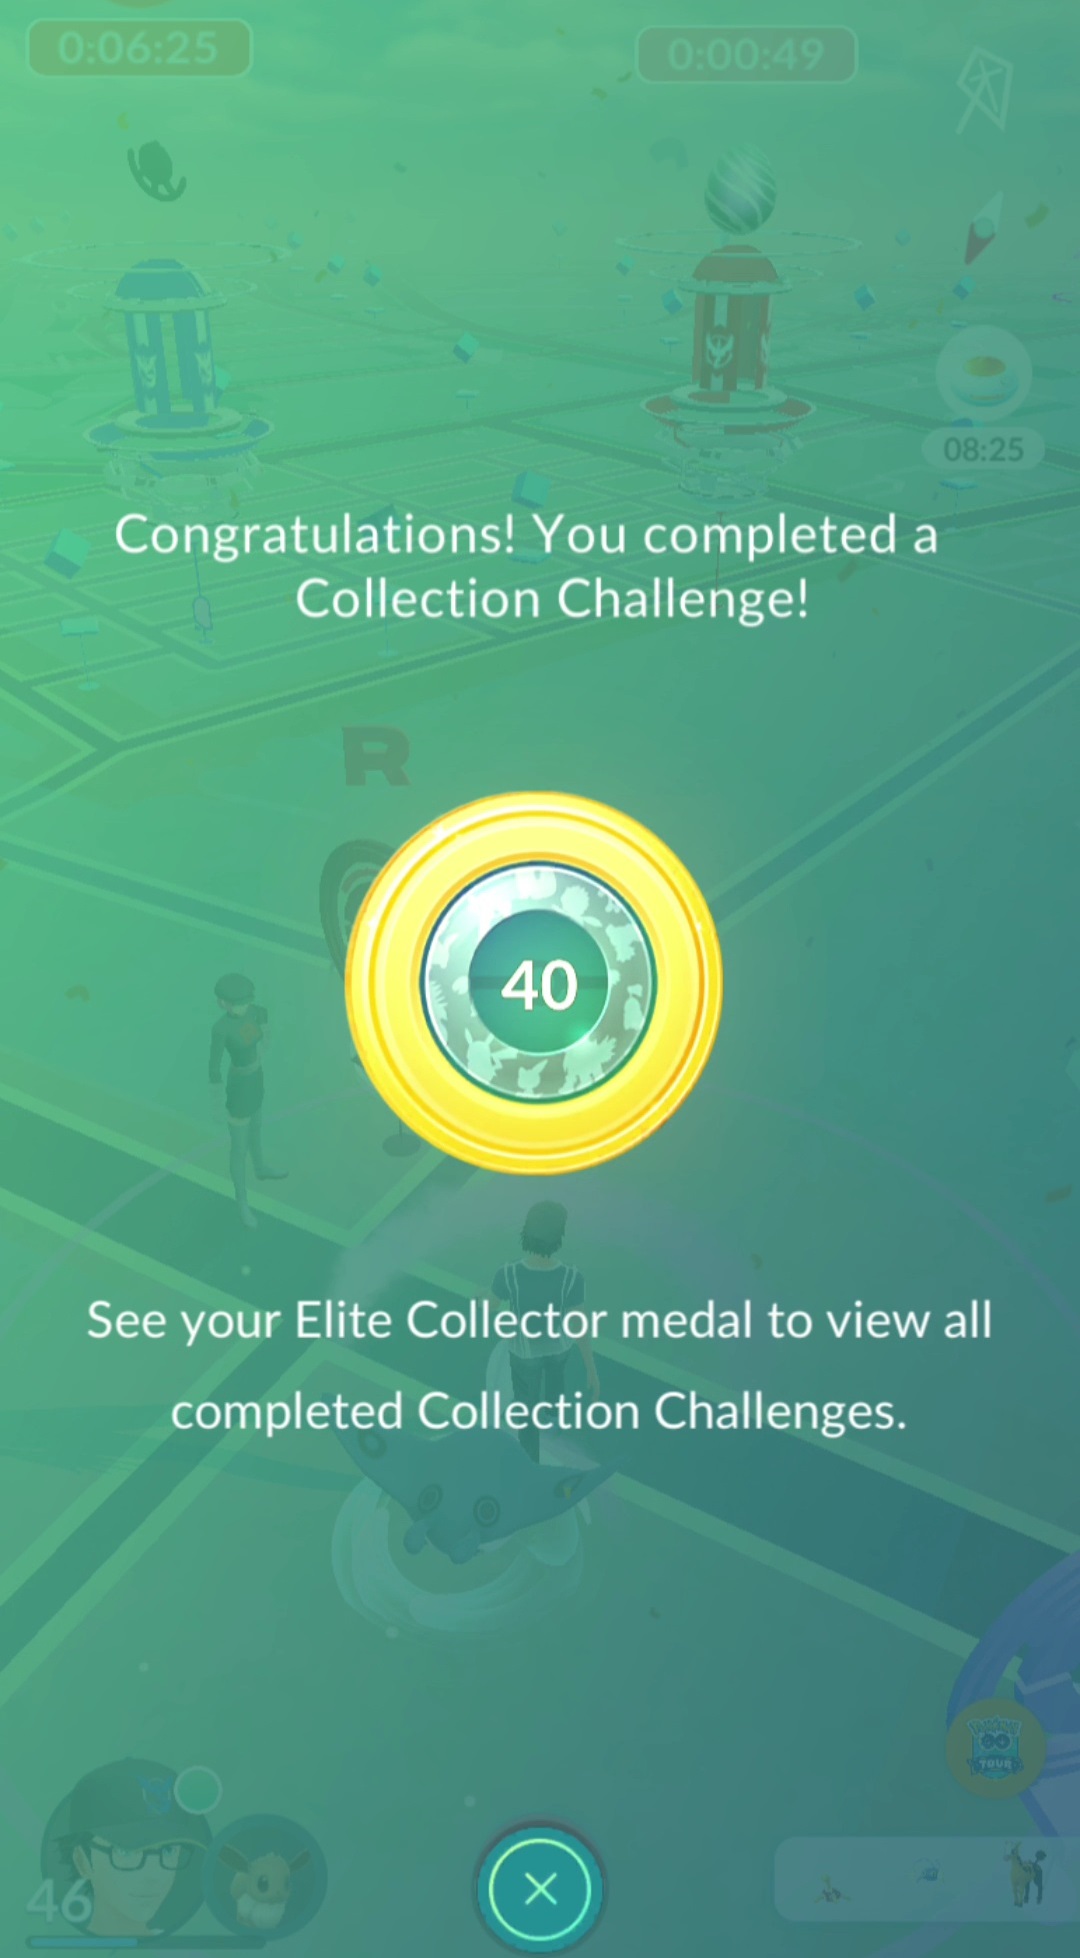 0:06:25
0:00:49
08:25
Congratulations! You completed a
Collection Challenge!
R
40
See your Elite Collector medal to view all
completed Collection Challenges.
TOUR
46